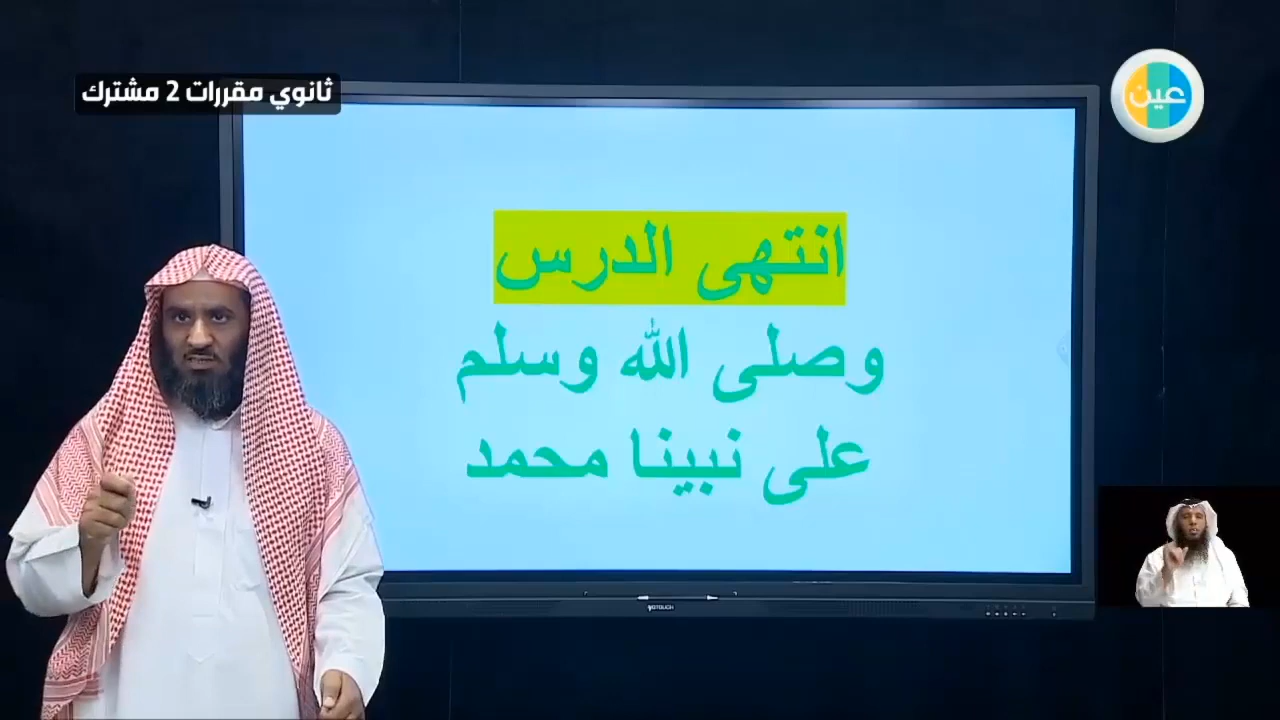 ثانوي مقررات 2 مشترك
عين
انتهى الدرس
وصلى الله وسلم
على نبينا محمد